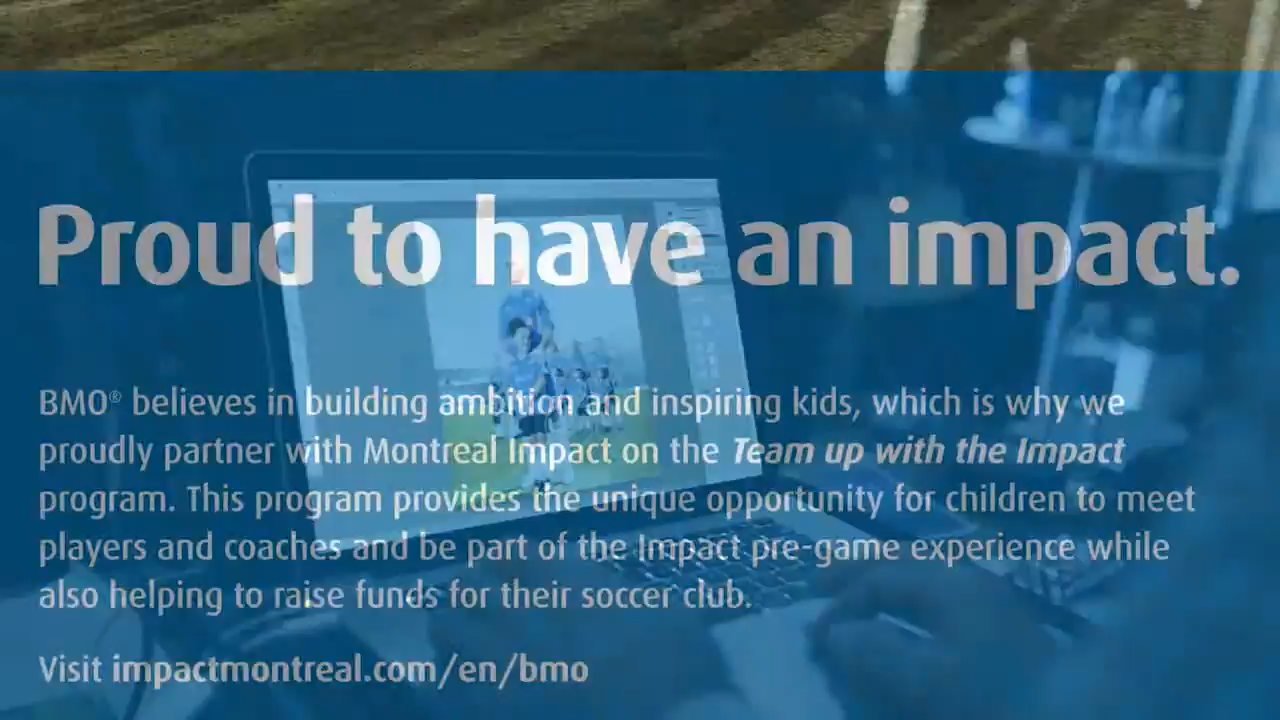 Proud to have an impact.
BMO® believes in building ambition and inspiring kids, which is why we
proudly partner with Montreal Impact on the Team up with the Impact
program. This program provides the unique opportunity for children to meet
players and coaches and be part of the Impact pre-game experience while
also helping to raise funds for their soccer club.
Visit impactmontreal.com/en/bmo